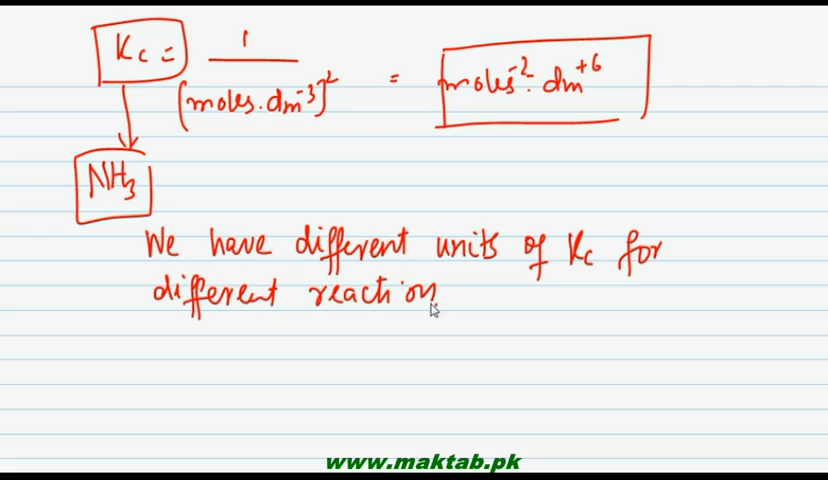 Kc = 1 / (moles.dm⁻³)² = moles⁻². dm⁺⁶
NH₃
We have different units of Kc for
different reaction
www.maktab.pk